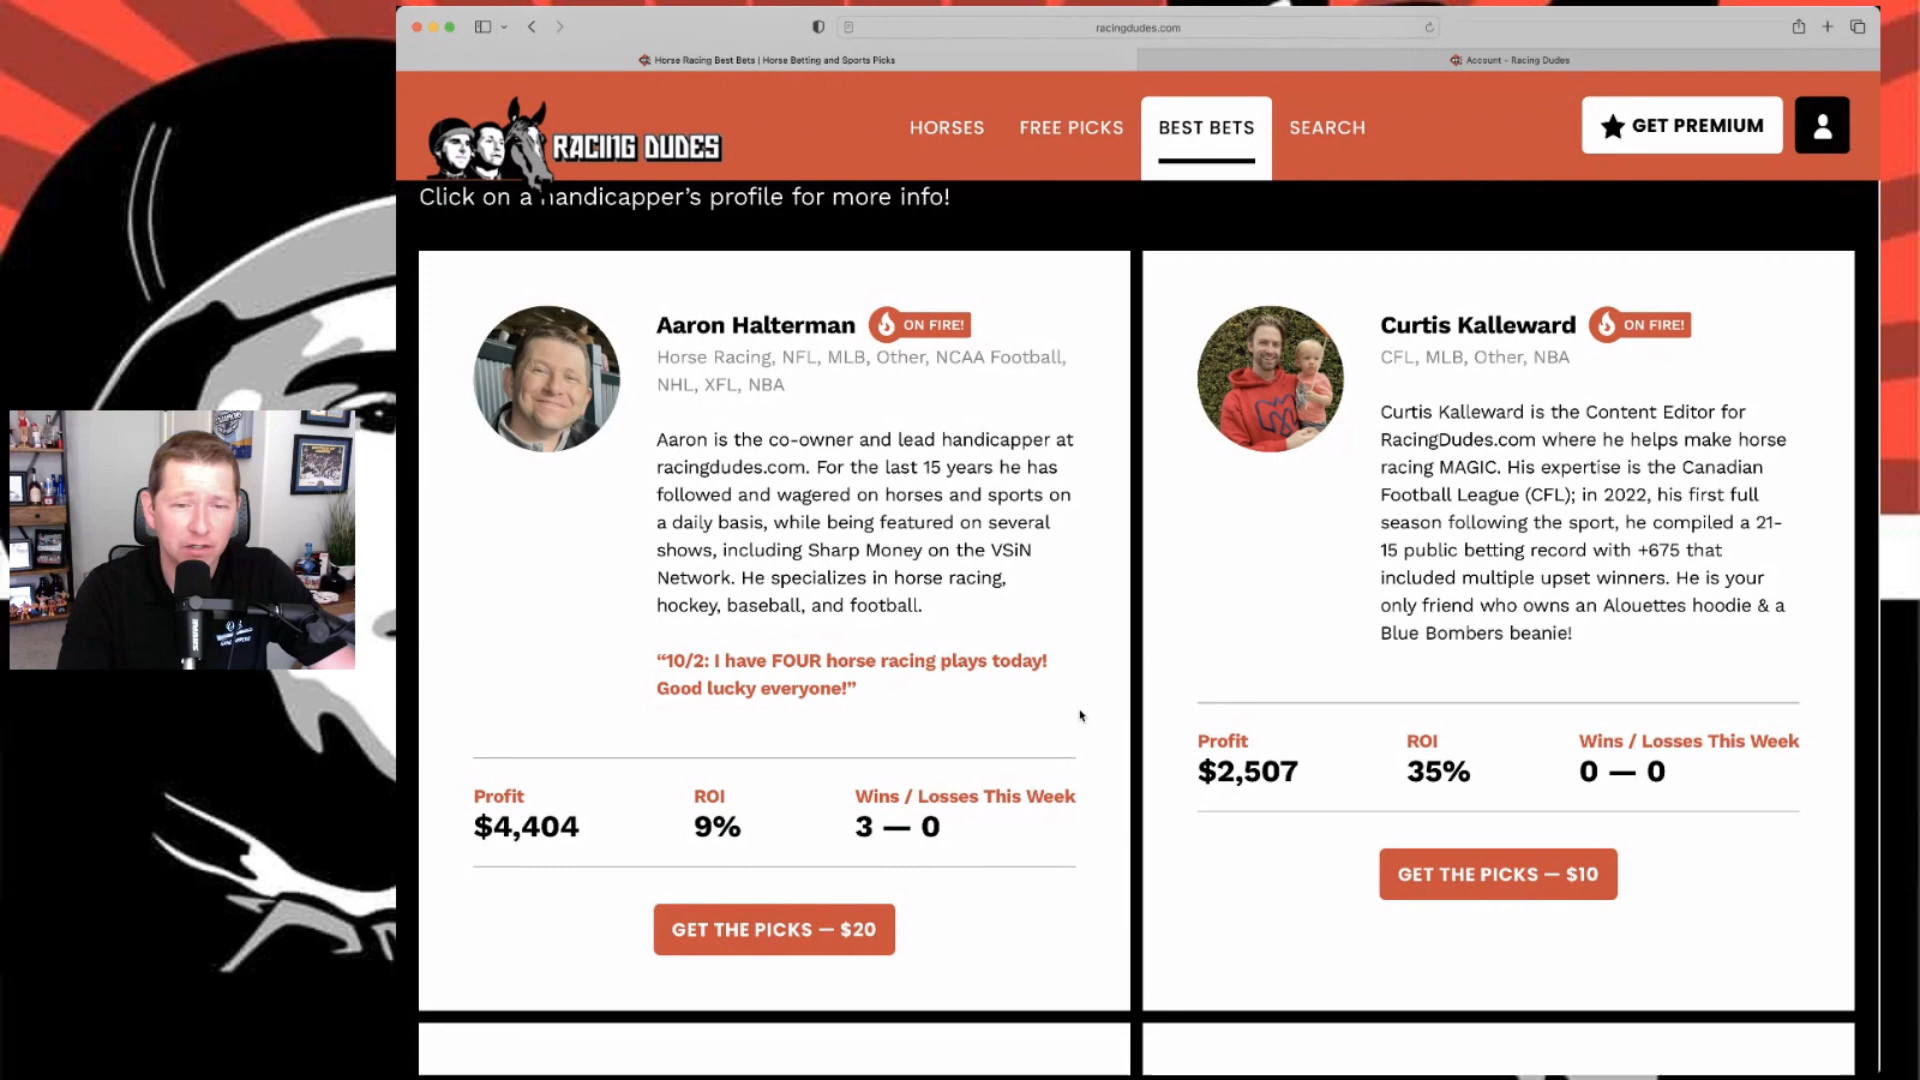 racingdudes.com
Horse Racing Best Bets | Horse Betting and Sports Picks
Account - Racing Dudes
RACING DUDES
HORSES
FREE PICKS
BEST BETS
SEARCH
GET PREMIUM
Click on a handicapper's profile for more info!
Aaron Halterman
ON FIRE!
Horse Racing, NFL, MLB, Other, NCAA Football,
NHL, XFL, NBA
Aaron is the co-owner and lead handicapper at
racingdudes.com. For the last 15 years he has
followed and wagered on horses and sports on
a daily basis, while being featured on several
shows, including Sharp Money on the VSiN
Network. He specializes in horse racing,
hockey, baseball, and football.
“10/2: I have FOUR horse racing plays today!
Good lucky everyone!”
Profit
ROI
Wins / Losses This Week
$4,404
9%
3 — 0
GET THE PICKS — $20
Curtis Kalleward
ON FIRE!
CFL, MLB, Other, NBA
Curtis Kalleward is the Content Editor for
RacingDudes.com where he helps make horse
racing MAGIC. His expertise is the Canadian
Football League (CFL); in 2022, his first full
season following the sport, he compiled a 21-
15 public betting record with +675 that
included multiple upset winners. He is your
only friend who owns an Alouettes hoodie & a
Blue Bombers beanie!
Profit
ROI
Wins / Losses This Week
$2,507
35%
0 — 0
GET THE PICKS — $10
SHURE